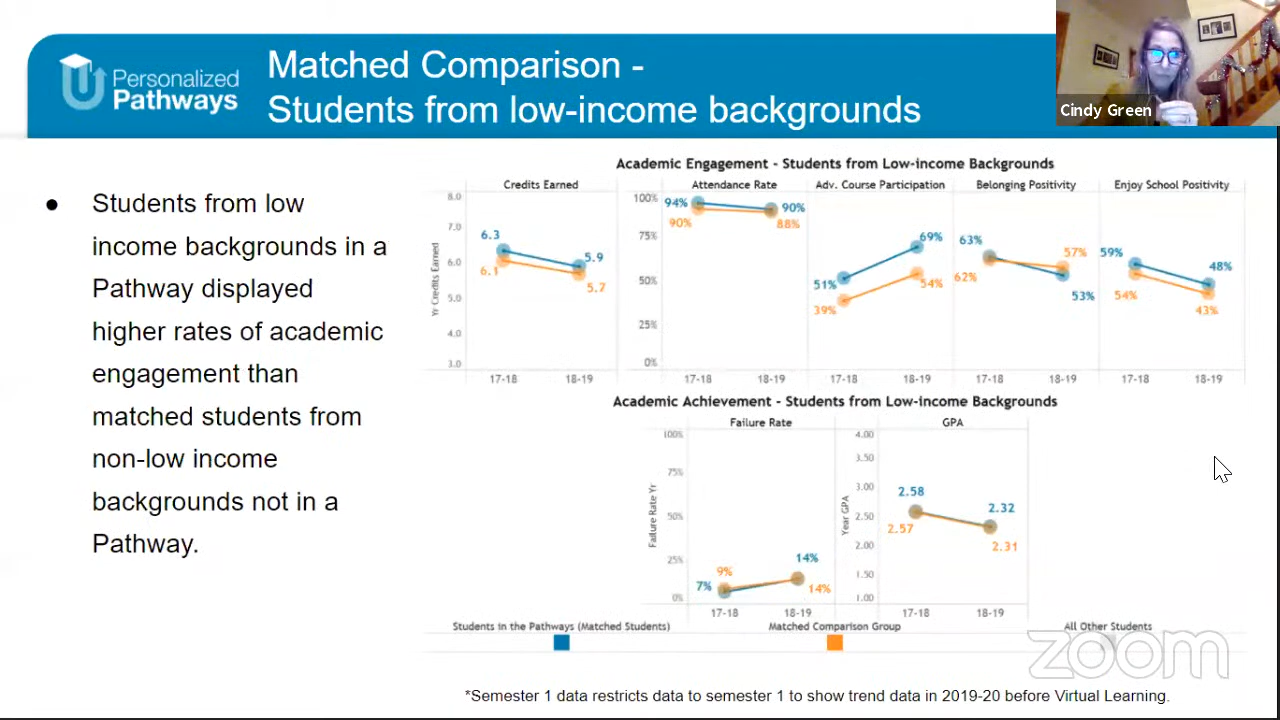 Personalized
Pathways
Matched Comparison -
Students from low-income backgrounds
Cindy Green
● Students from low
income backgrounds in a
Pathway displayed
higher rates of academic
engagement than
matched students from
non-low income
backgrounds not in a
Pathway.
Academic Engagement - Students from Low-income Backgrounds
Credits Earned Attendance Rate Adv. Course Participation Belonging Positivity Enjoy School Positivity
Yr Credits Earned
8.0
7.0
6.0
5.0
4.0
3.0
6.3
6.1
5.9
5.7
17-18 18-19
100%
75%
50%
25%
0%
94%
90%
90%
88%
17-18 18-19
51%
39%
69%
54%
17-18 18-19
63%
62%
57%
53%
17-18 18-19
59%
54%
48%
43%
17-18 18-19
Academic Achievement - Students from Low-income Backgrounds
Failure Rate GPA
Failure Rate Yr
100%
75%
50%
25%
0%
7%
9%
14%
14%
17-18 18-19
Year GPA
4.00
3.50
3.00
2.50
2.00
1.50
1.00
2.58
2.57
2.32
2.31
17-18 18-19
Students in the Pathways (Matched Students) Matched Comparison Group All Other Students
zoom
*Semester 1 data restricts data to semester 1 to show trend data in 2019-20 before Virtual Learning.